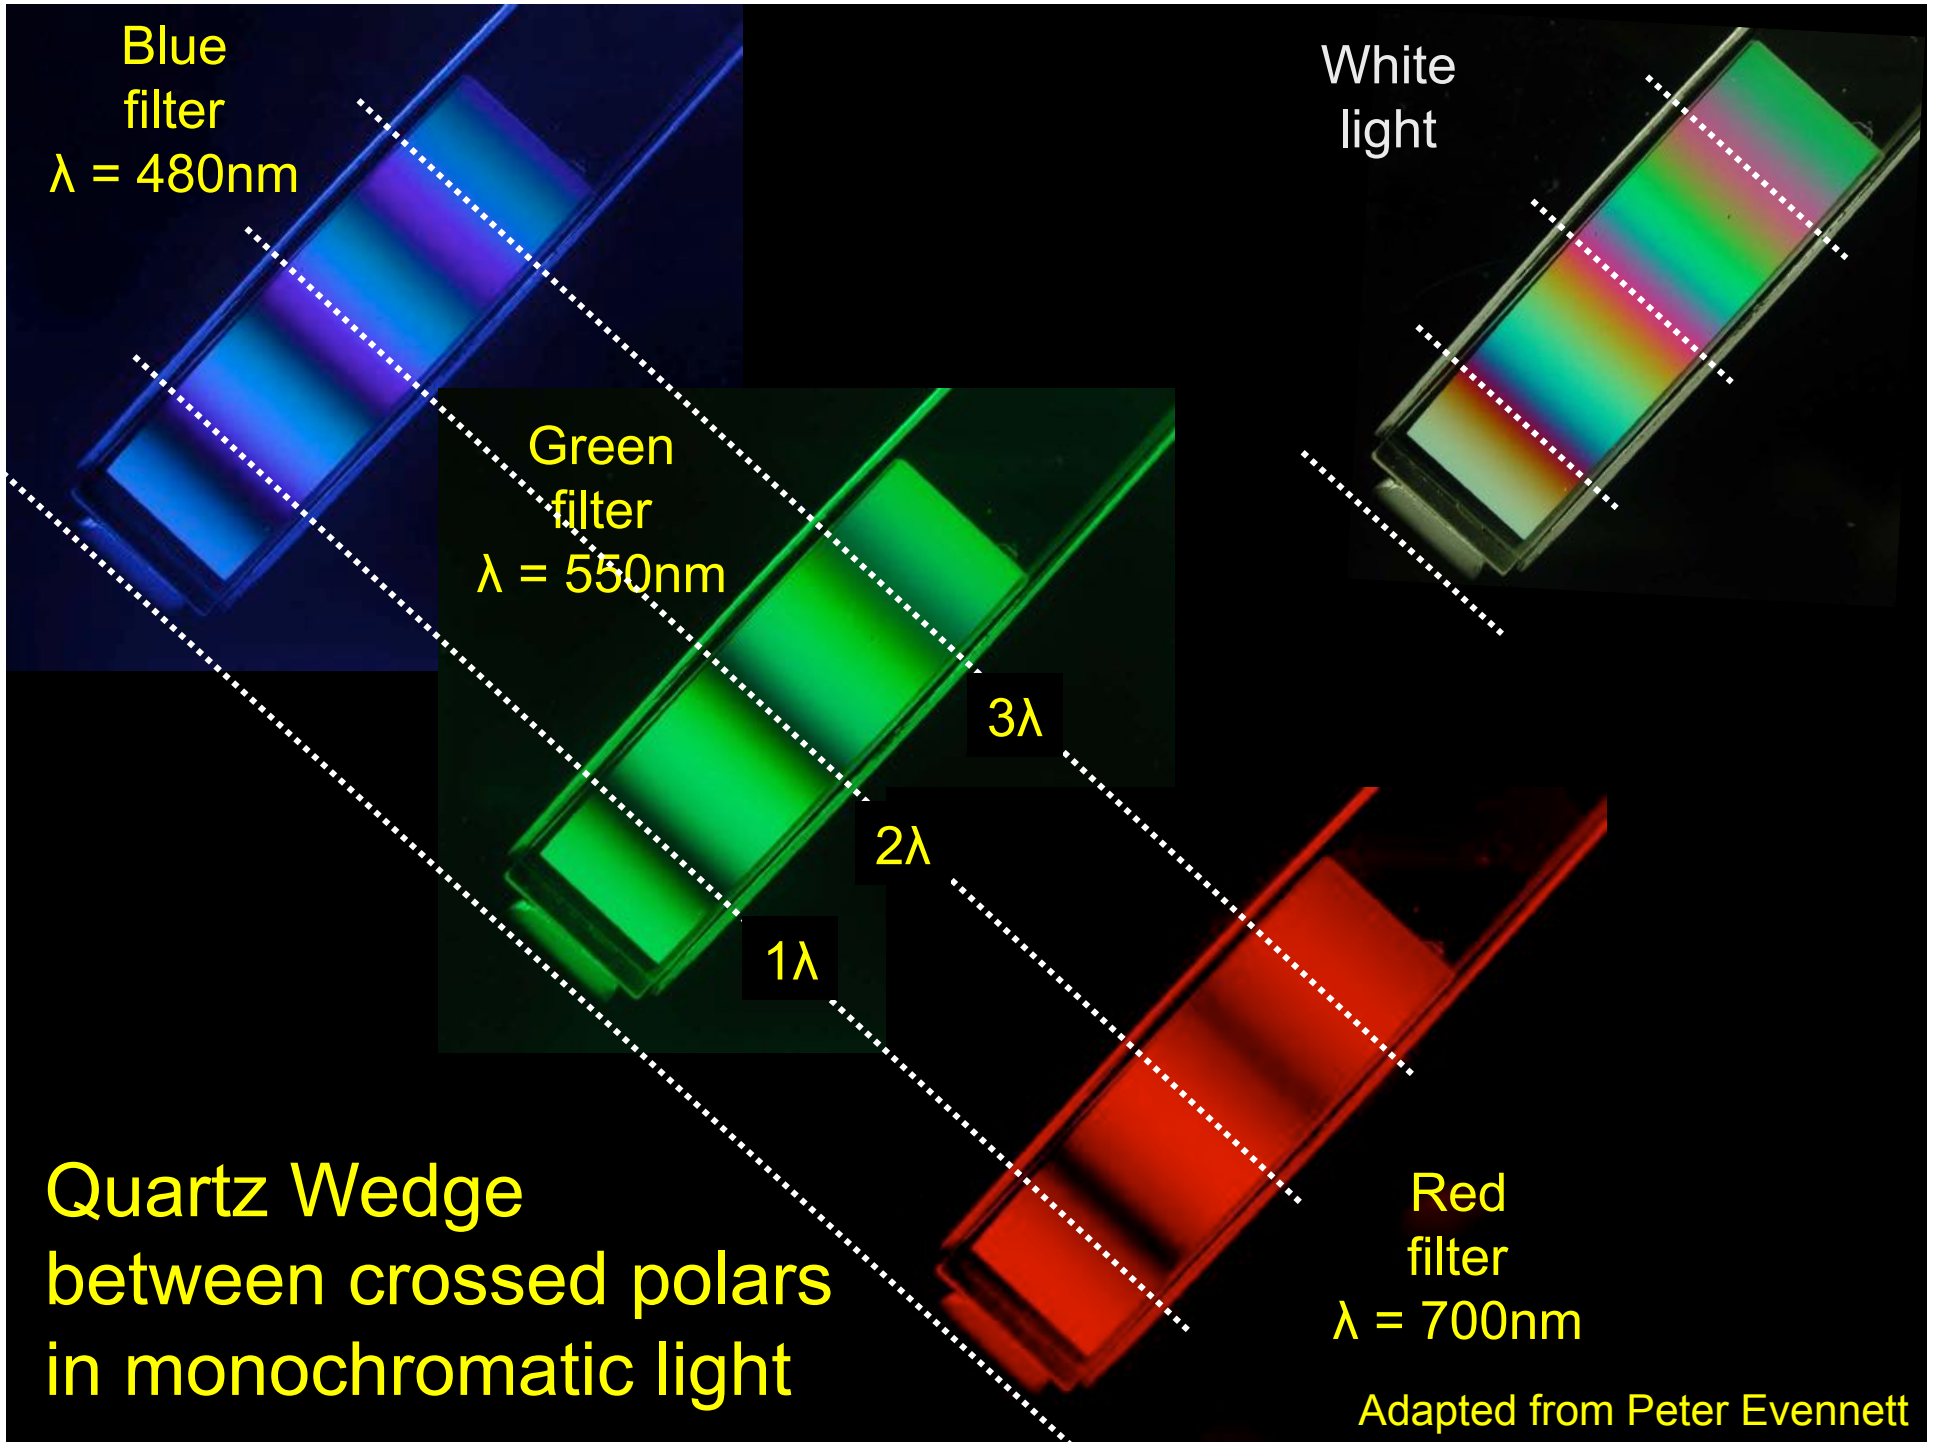 Blue
filter
λ = 480nm
White
light
Green
filter
λ = 550nm
3λ
2λ
1λ
Quartz Wedge
between crossed polars
in monochromatic light
Red
filter
λ = 700nm
Adapted from Peter Evennett